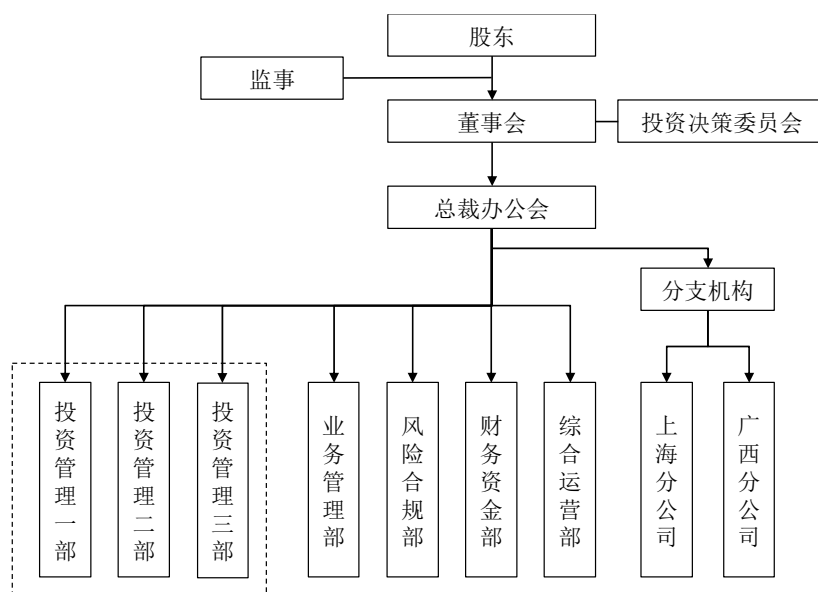 股东
监事
董事会
投资决策委员会
总裁办公会
分支机构
投资管理一部
投资管理二部
投资管理三部
业务管理部
风险合规部
财务资金部
综合运营部
上海分公司
广西分公司